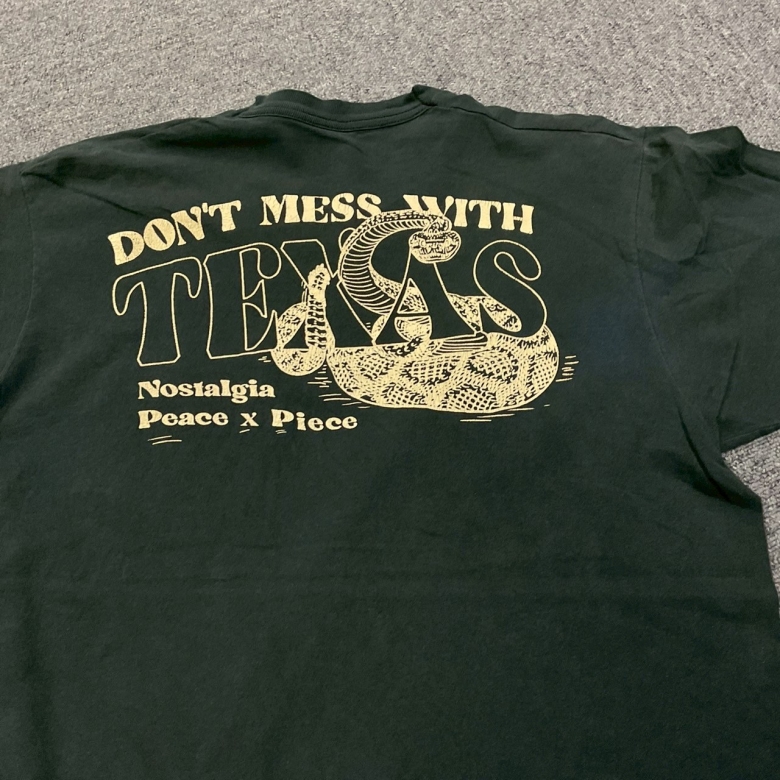 DON'T MESS WITH
TEXAS
Nostalgia
Peace x Piece